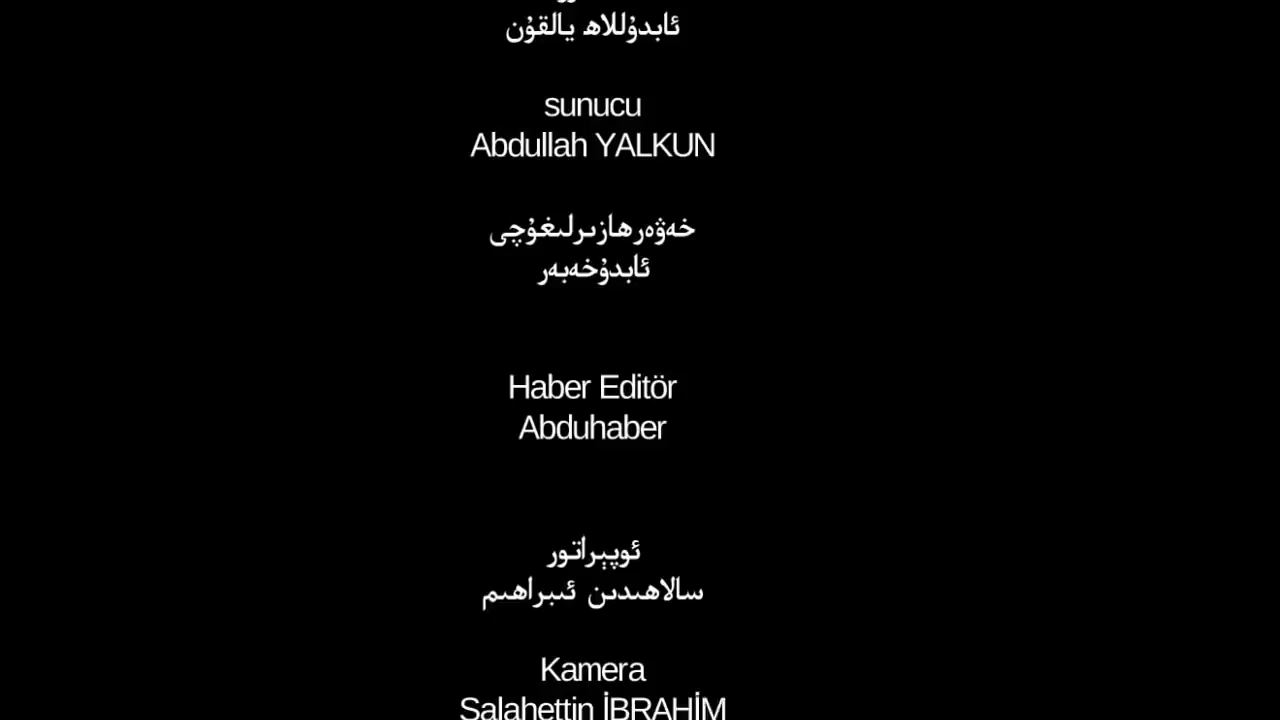 ئابدۇللاھ يالقۇن
sunucu
Abdullah YALKUN
خەۋەرھازىرلىغۇچى
ئابدۇخەبەر
Haber Editör
Abduhaber
ئوپېراتور
سالاھىدىن ئىبراھىم
Kamera
Salahettin İBRAHİM